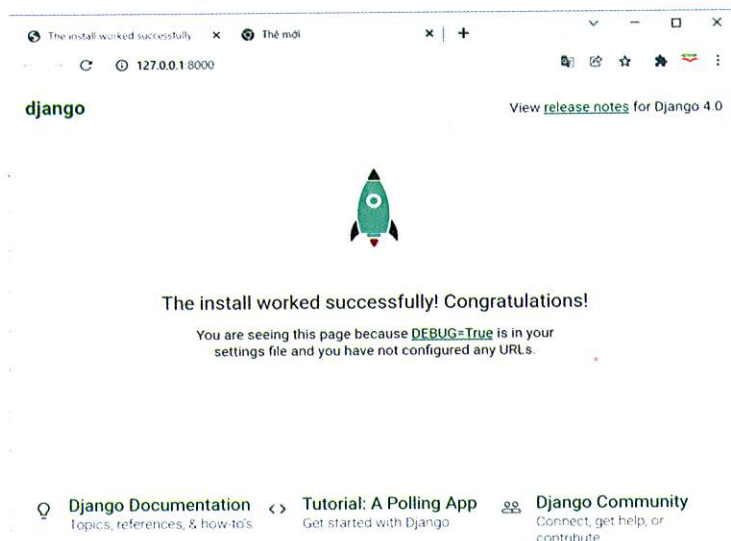 The install worked successfully
Thẻ mới
127.0.0.1:8000
django
View release notes for Django 4.0
The install worked successfully! Congratulations!
You are seeing this page because DEBUG=True is in your
settings file and you have not configured any URLs.
Django Documentation
Topics, references, & how-to's
Tutorial: A Polling App
Get started with Django
Django Community
Connect, get help, or
contribute